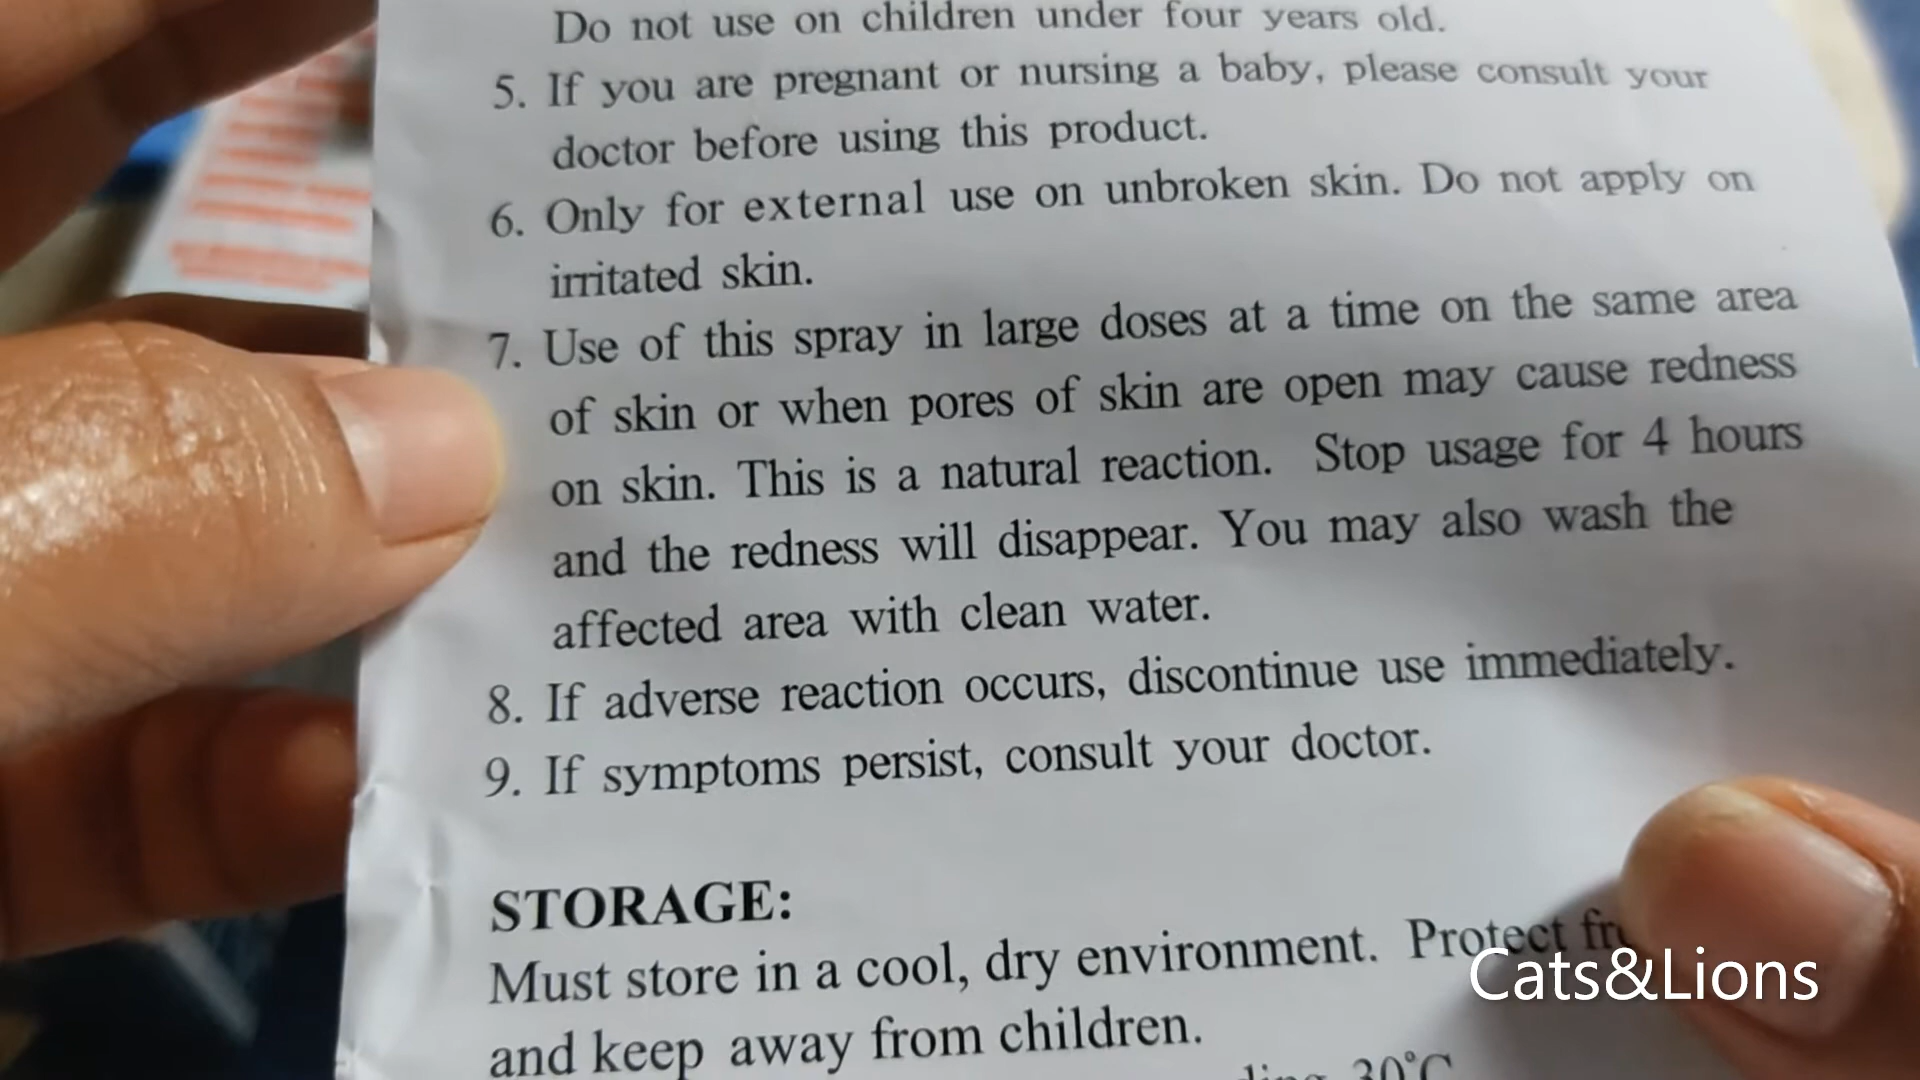 Do not use on children under four years old.
5. If you are pregnant or nursing a baby, please consult your
doctor before using this product.
6. Only for external use on unbroken skin. Do not apply on
irritated skin.
7. Use of this spray in large doses at a time on the same area
of skin or when pores of skin are open may cause redness
on skin. This is a natural reaction. Stop usage for 4 hours
and the redness will disappear. You may also wash the
affected area with clean water.
8. If adverse reaction occurs, discontinue use immediately.
9. If symptoms persist, consult your doctor.
STORAGE:
Must store in a cool, dry environment. Protect
Cats&Lions
and keep away from children.
30°C